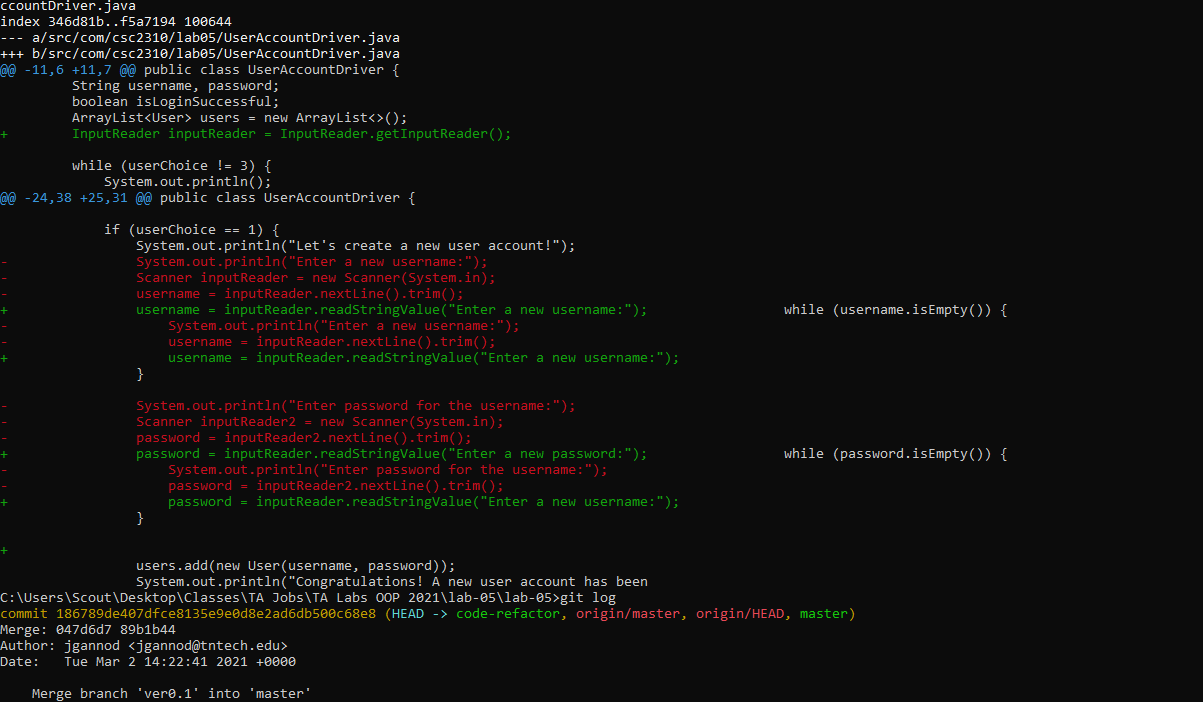 ccountDriver.java
index 346d81b..f5a7194 100644
--- a/src/com/csc2310/lab05/UserAccountDriver.java
+++ b/src/com/csc2310/lab05/UserAccountDriver.java
@@ -11,6 +11,7 @@ public class UserAccountDriver {
         String username, password;
         boolean isLoginSuccessful;
         ArrayList<User> users = new ArrayList<>();
+        InputReader inputReader = InputReader.getInputReader();

         while (userChoice != 3) {
             System.out.println();
@@ -24,38 +25,31 @@ public class UserAccountDriver {

             if (userChoice == 1) {
                 System.out.println("Let's create a new user account!");
-                System.out.println("Enter a new username:");
-                Scanner inputReader = new Scanner(System.in);
-                username = inputReader.nextLine().trim();
+                username = inputReader.readStringValue("Enter a new username:");                 while (username.isEmpty()) {
-                    System.out.println("Enter a new username:");
-                    username = inputReader.nextLine().trim();
+                    username = inputReader.readStringValue("Enter a new username:");
                 }

-                System.out.println("Enter password for the username:");
-                Scanner inputReader2 = new Scanner(System.in);
-                password = inputReader2.nextLine().trim();
+                password = inputReader.readStringValue("Enter a new password:");                 while (password.isEmpty()) {
-                    System.out.println("Enter password for the username:");
-                    password = inputReader2.nextLine().trim();
+                    password = inputReader.readStringValue("Enter a new username:");
                 }

+
                 users.add(new User(username, password));
                 System.out.println("Congratulations! A new user account has been
C:\Users\Scout\Desktop\Classes\TA Jobs\TA Labs OOP 2021\lab-05\lab-05>git log
commit 186789de407dfce8135e9e0d8e2ad6db500c68e8 (HEAD -> code-refactor, origin/master, origin/HEAD, master)
Merge: 047d6d7 89b1b44
Author: jgannod <jgannod@tntech.edu>
Date:   Tue Mar 2 14:22:41 2021 +0000

    Merge branch 'ver0.1' into 'master'